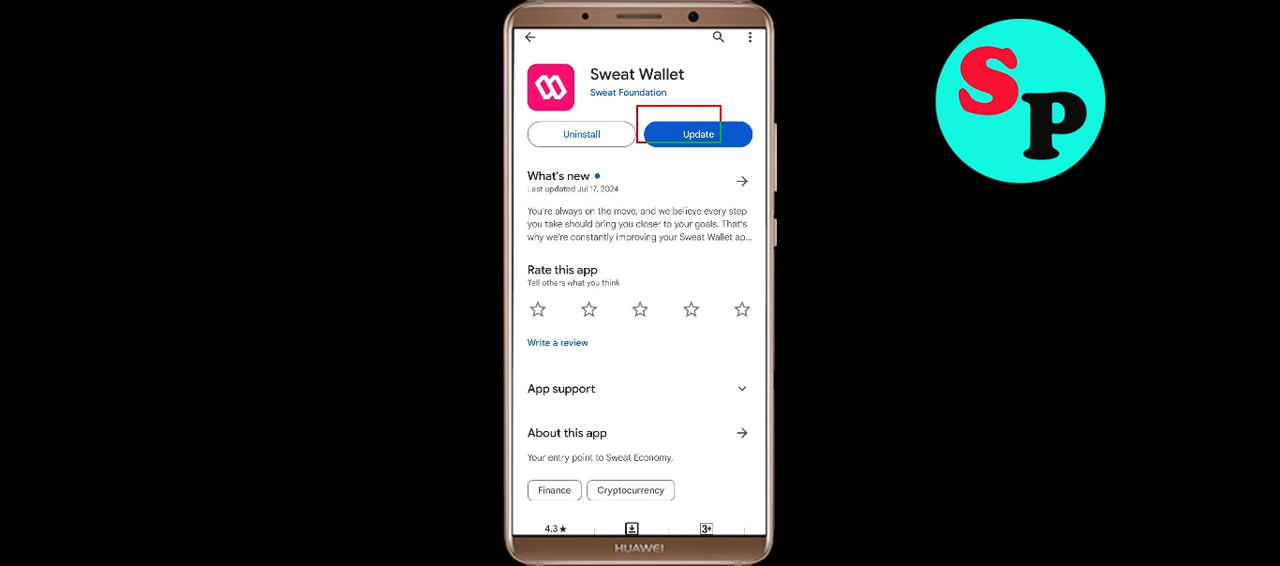 Sweat Wallet
Sweat Foundation
Uninstall
Update
What's new
Last updated Jul 17, 2024
You're always on the move, and we believe every step
you take should bring you closer to your goals. That's
why we're constantly improving your Sweat Wallet ap...
Rate this app
Tell others what you think
Write a review
App support
About this app
Your entry point to Sweat Economy.
Finance
Cryptocurrency
4.3★
3+
HUAWEI
SP